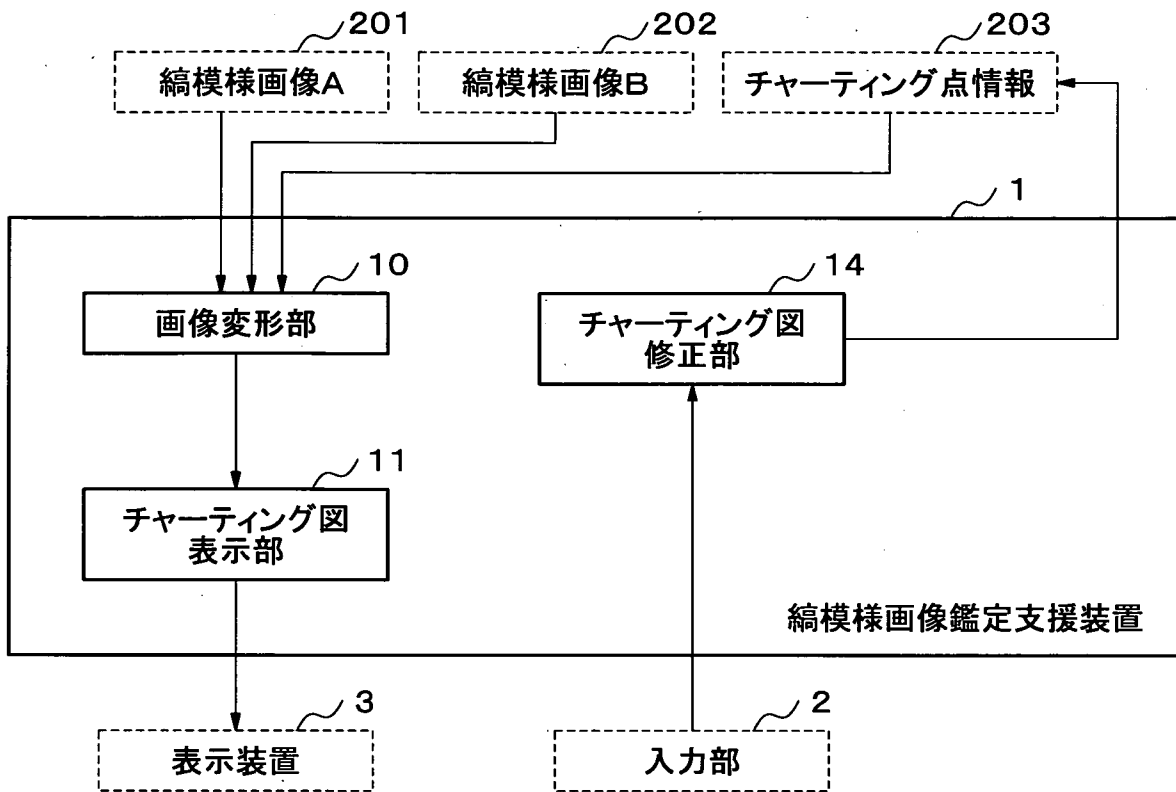 201
202
203
縞模様画像A
縞模様画像B
チャーティング点情報
1
10
14
画像変形部
チャーティング図
修正部
11
チャーティング図
表示部
縞模様画像鑑定支援装置
3
2
表示装置
入力部